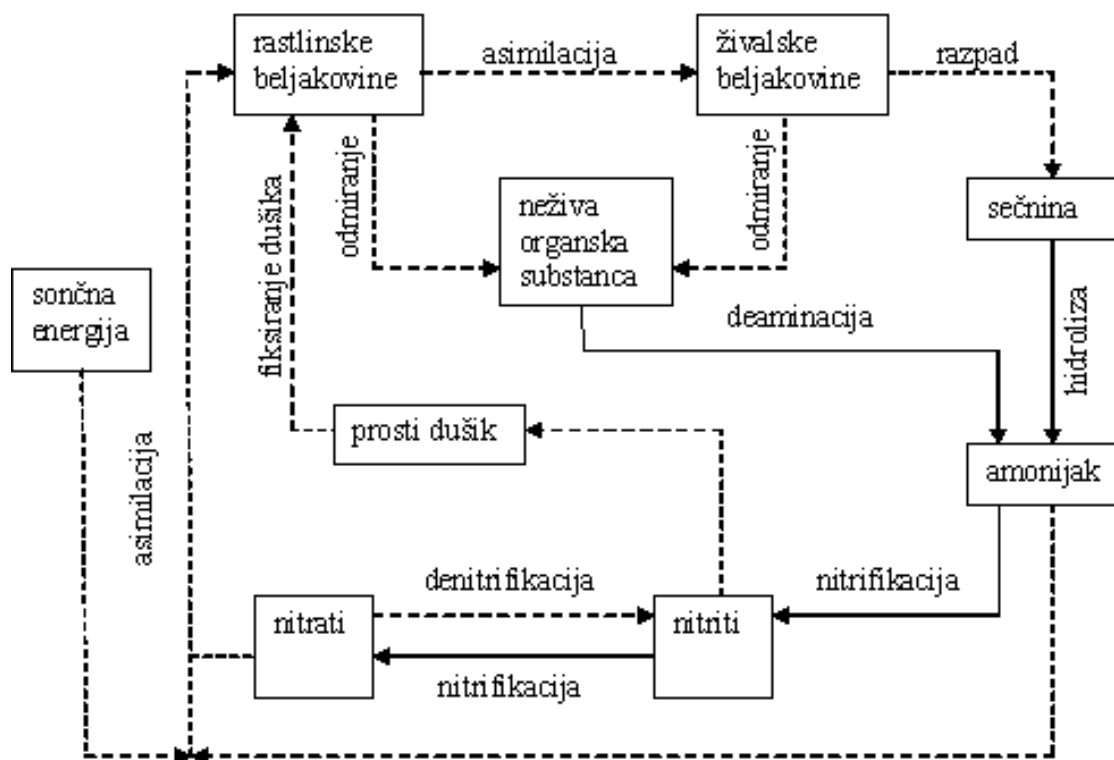 rastlinske
beljakovine
asimilacija
živalske
beljakovine
razpad
odmiranje
odmiranje
neživa
organska
substanca
sečnina
fiksiranje dušika
sončna
energija
deaminacija
hidroliza
prosti dušik
amonijak
asimilacija
denitrifikacija
nitrifikacija
nitrati
nitriti
nitrifikacija